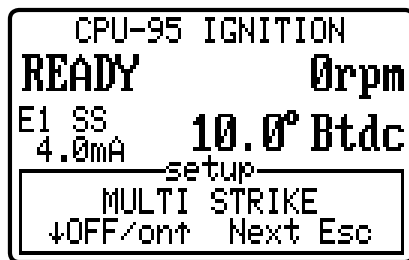 CPU-95 IGNITION
READY 0rpm
E1 SS
4.0mA 10.0° Btdc
setup
MULTI STRIKE
↓OFF/on↑ Next Esc